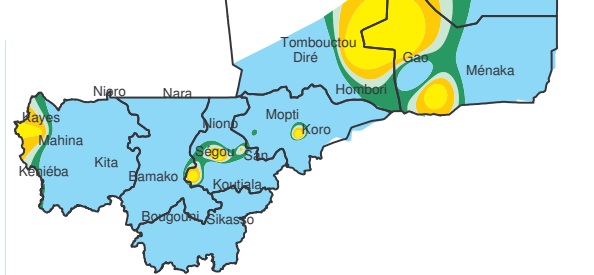 Tombouctou
Diré
Gao
Ménaka
Hombori
Nioro
Nara
Kayes
Mopti
Niono
Koro
Mahina
Ségou
San
Kita
Kéniéba
Bamako
Koutiala
Bougouni
Sikasso